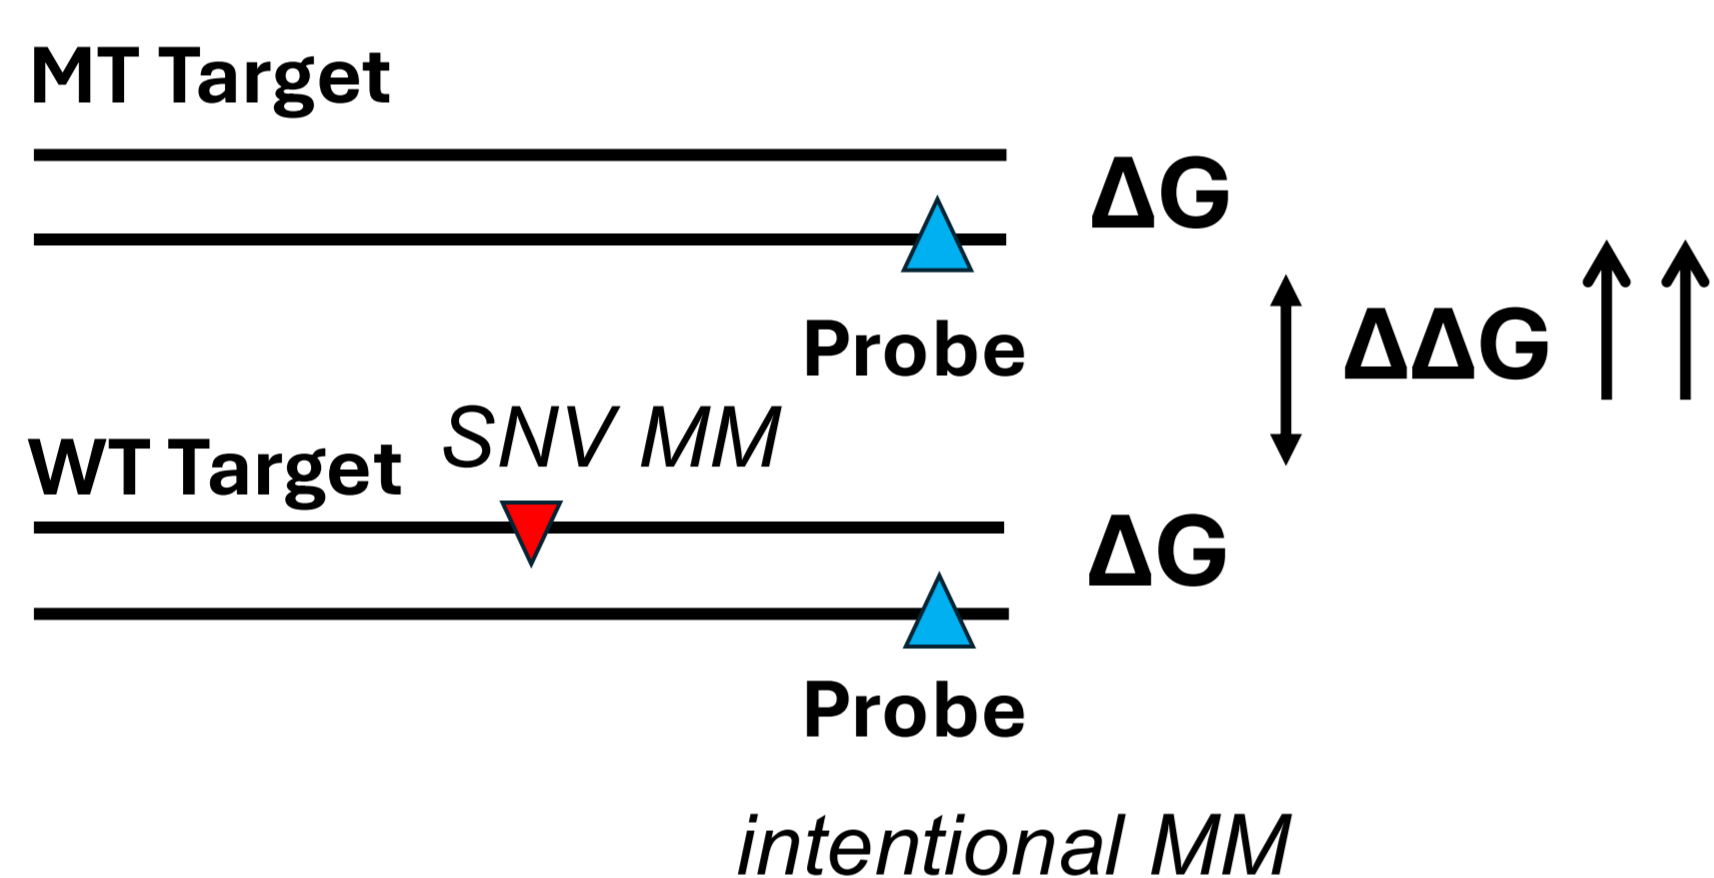 MT Target
ΔG
Probe
ΔΔG
SNV MM
WT Target
ΔG
Probe
intentional MM